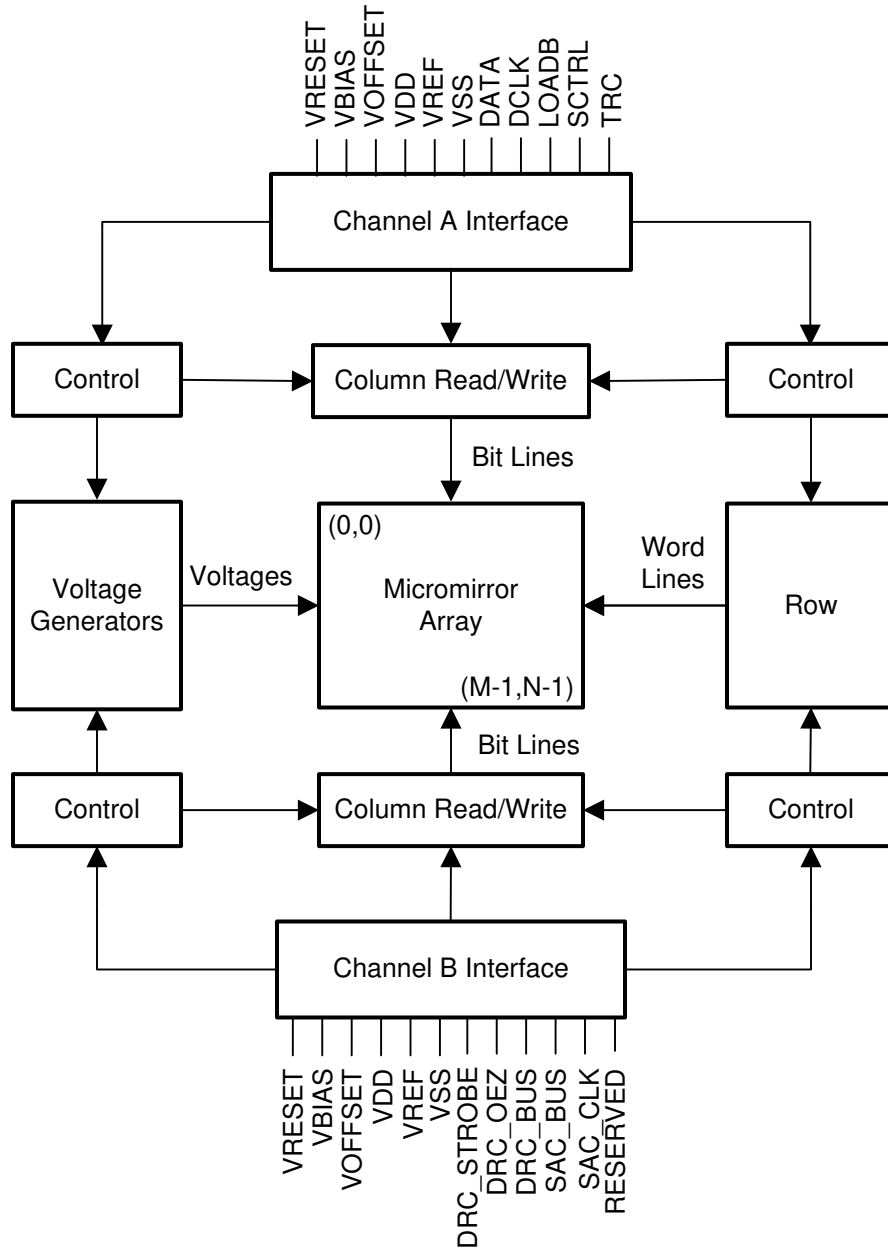 VRESET
VBIAS
VOFFSET
VDD
VREF
VSS
DATA
DCLK
LOADB
SCTRL
TRC
Channel A Interface
Control
Column Read/Write
Control
Bit Lines
(0,0)
Voltage
Generators
Voltages
Micromirror
Array
Word
Lines
Row
(M-1,N-1)
Bit Lines
Control
Column Read/Write
Control
Channel B Interface
VRESET
VBIAS
VOFFSET
VDD
VREF
VSS
DRC_STROBE
DRC_OEZ
DRC_BUS
SAC_BUS
SAC_CLK
RESERVED